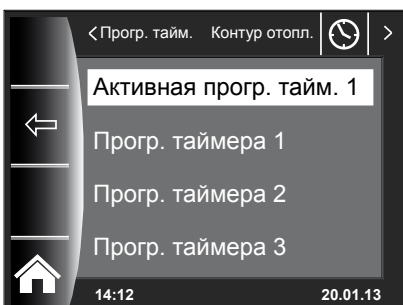 <Прогр. тайм. Контур отопл. >
Активная прогр. тайм. 1
Прогр. таймера 1
Прогр. таймера 2
Прогр. таймера 3
14:12 20.01.13